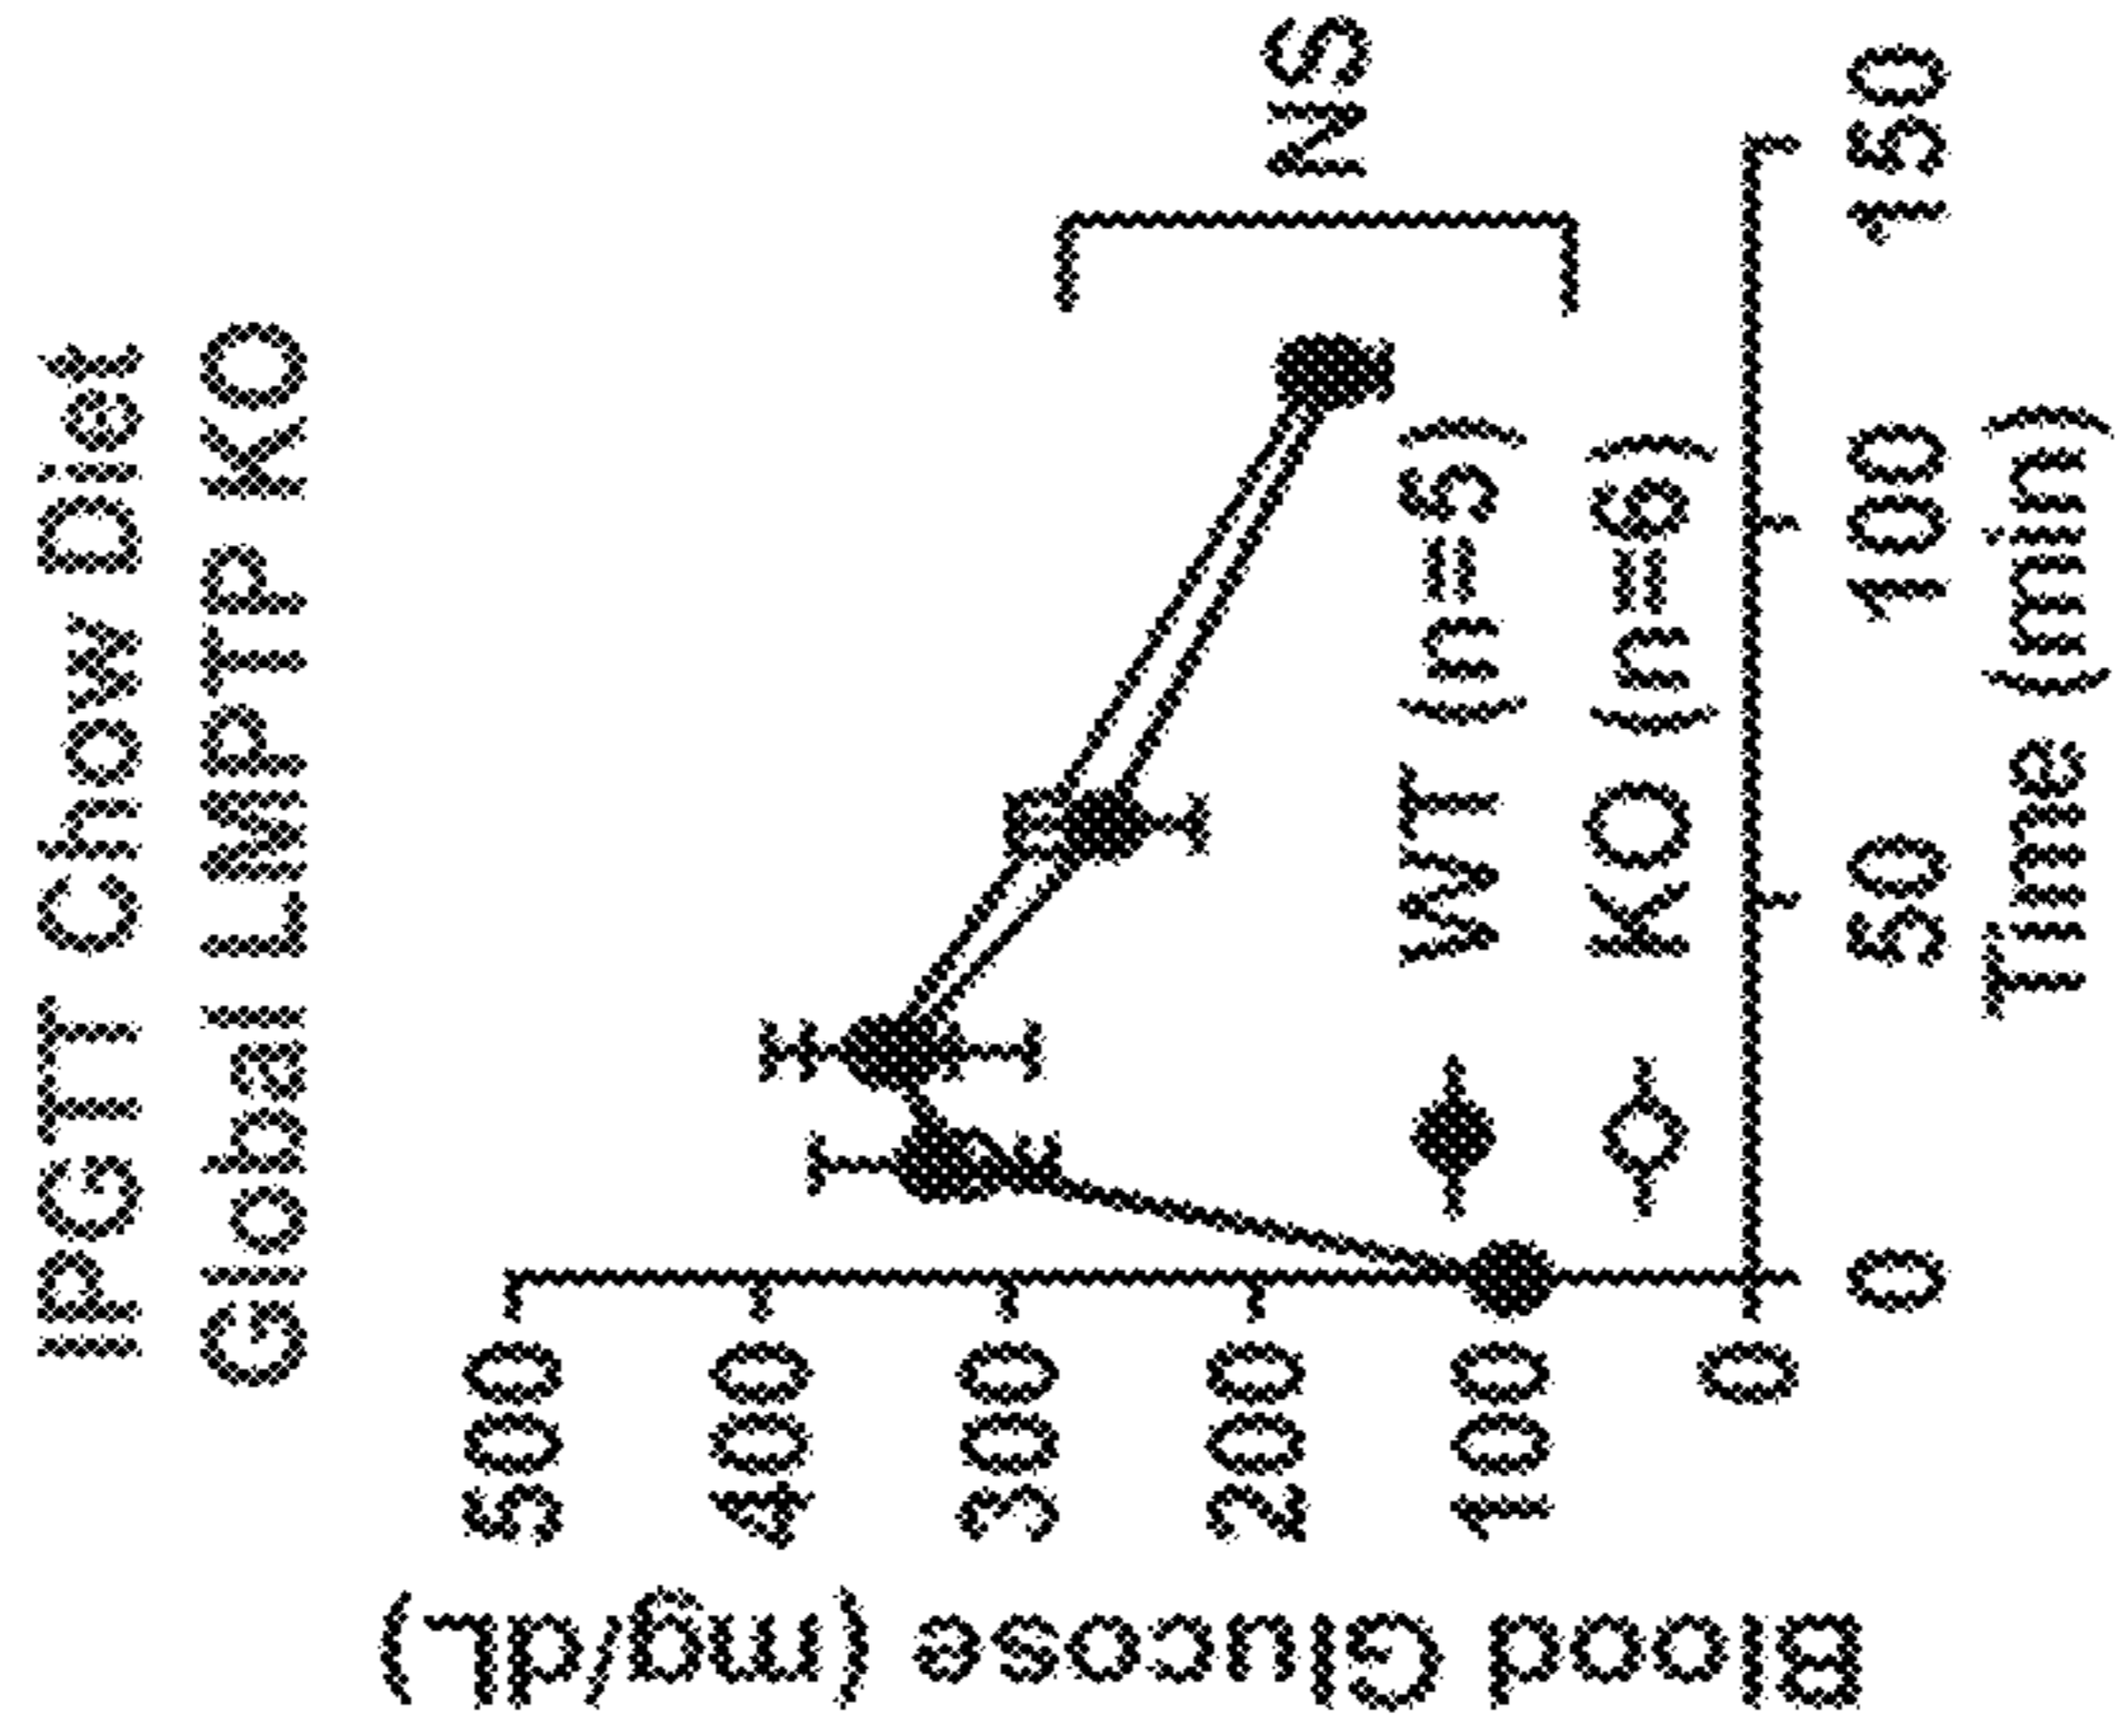 IPGTT Chow Diet
Global LMPTP KO
Blood Glucose (mg/dL)
500
400
300
200
100
0
NS
WT (n=5)
KO (n=6)
0
50
100
150
Time (min)